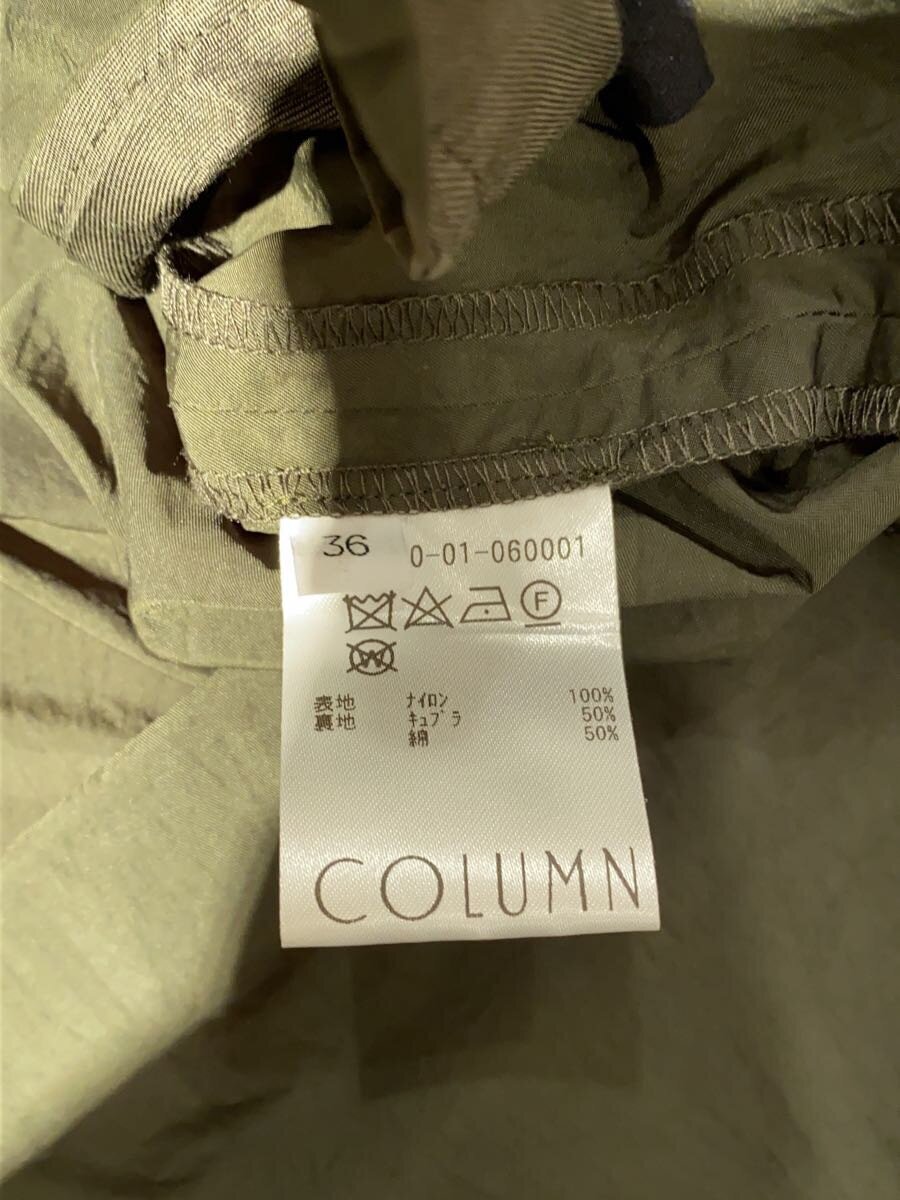 36 0-01-060001
F
W
表地 ナイロン 100%
裏地 キュプラ 50%
綿 50%
COLUMN